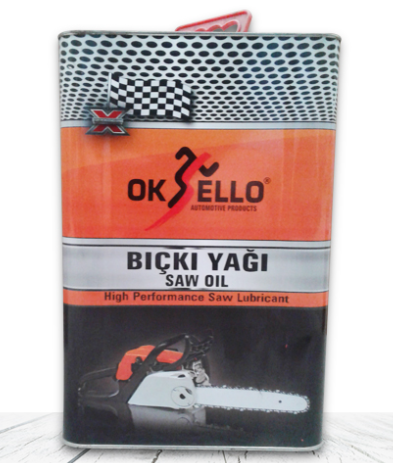 X
OKSELLO®
AUTOMOTIVE PRODUCTS
BIÇKI YAĞI
SAW OIL
High Performance Saw Lubricant